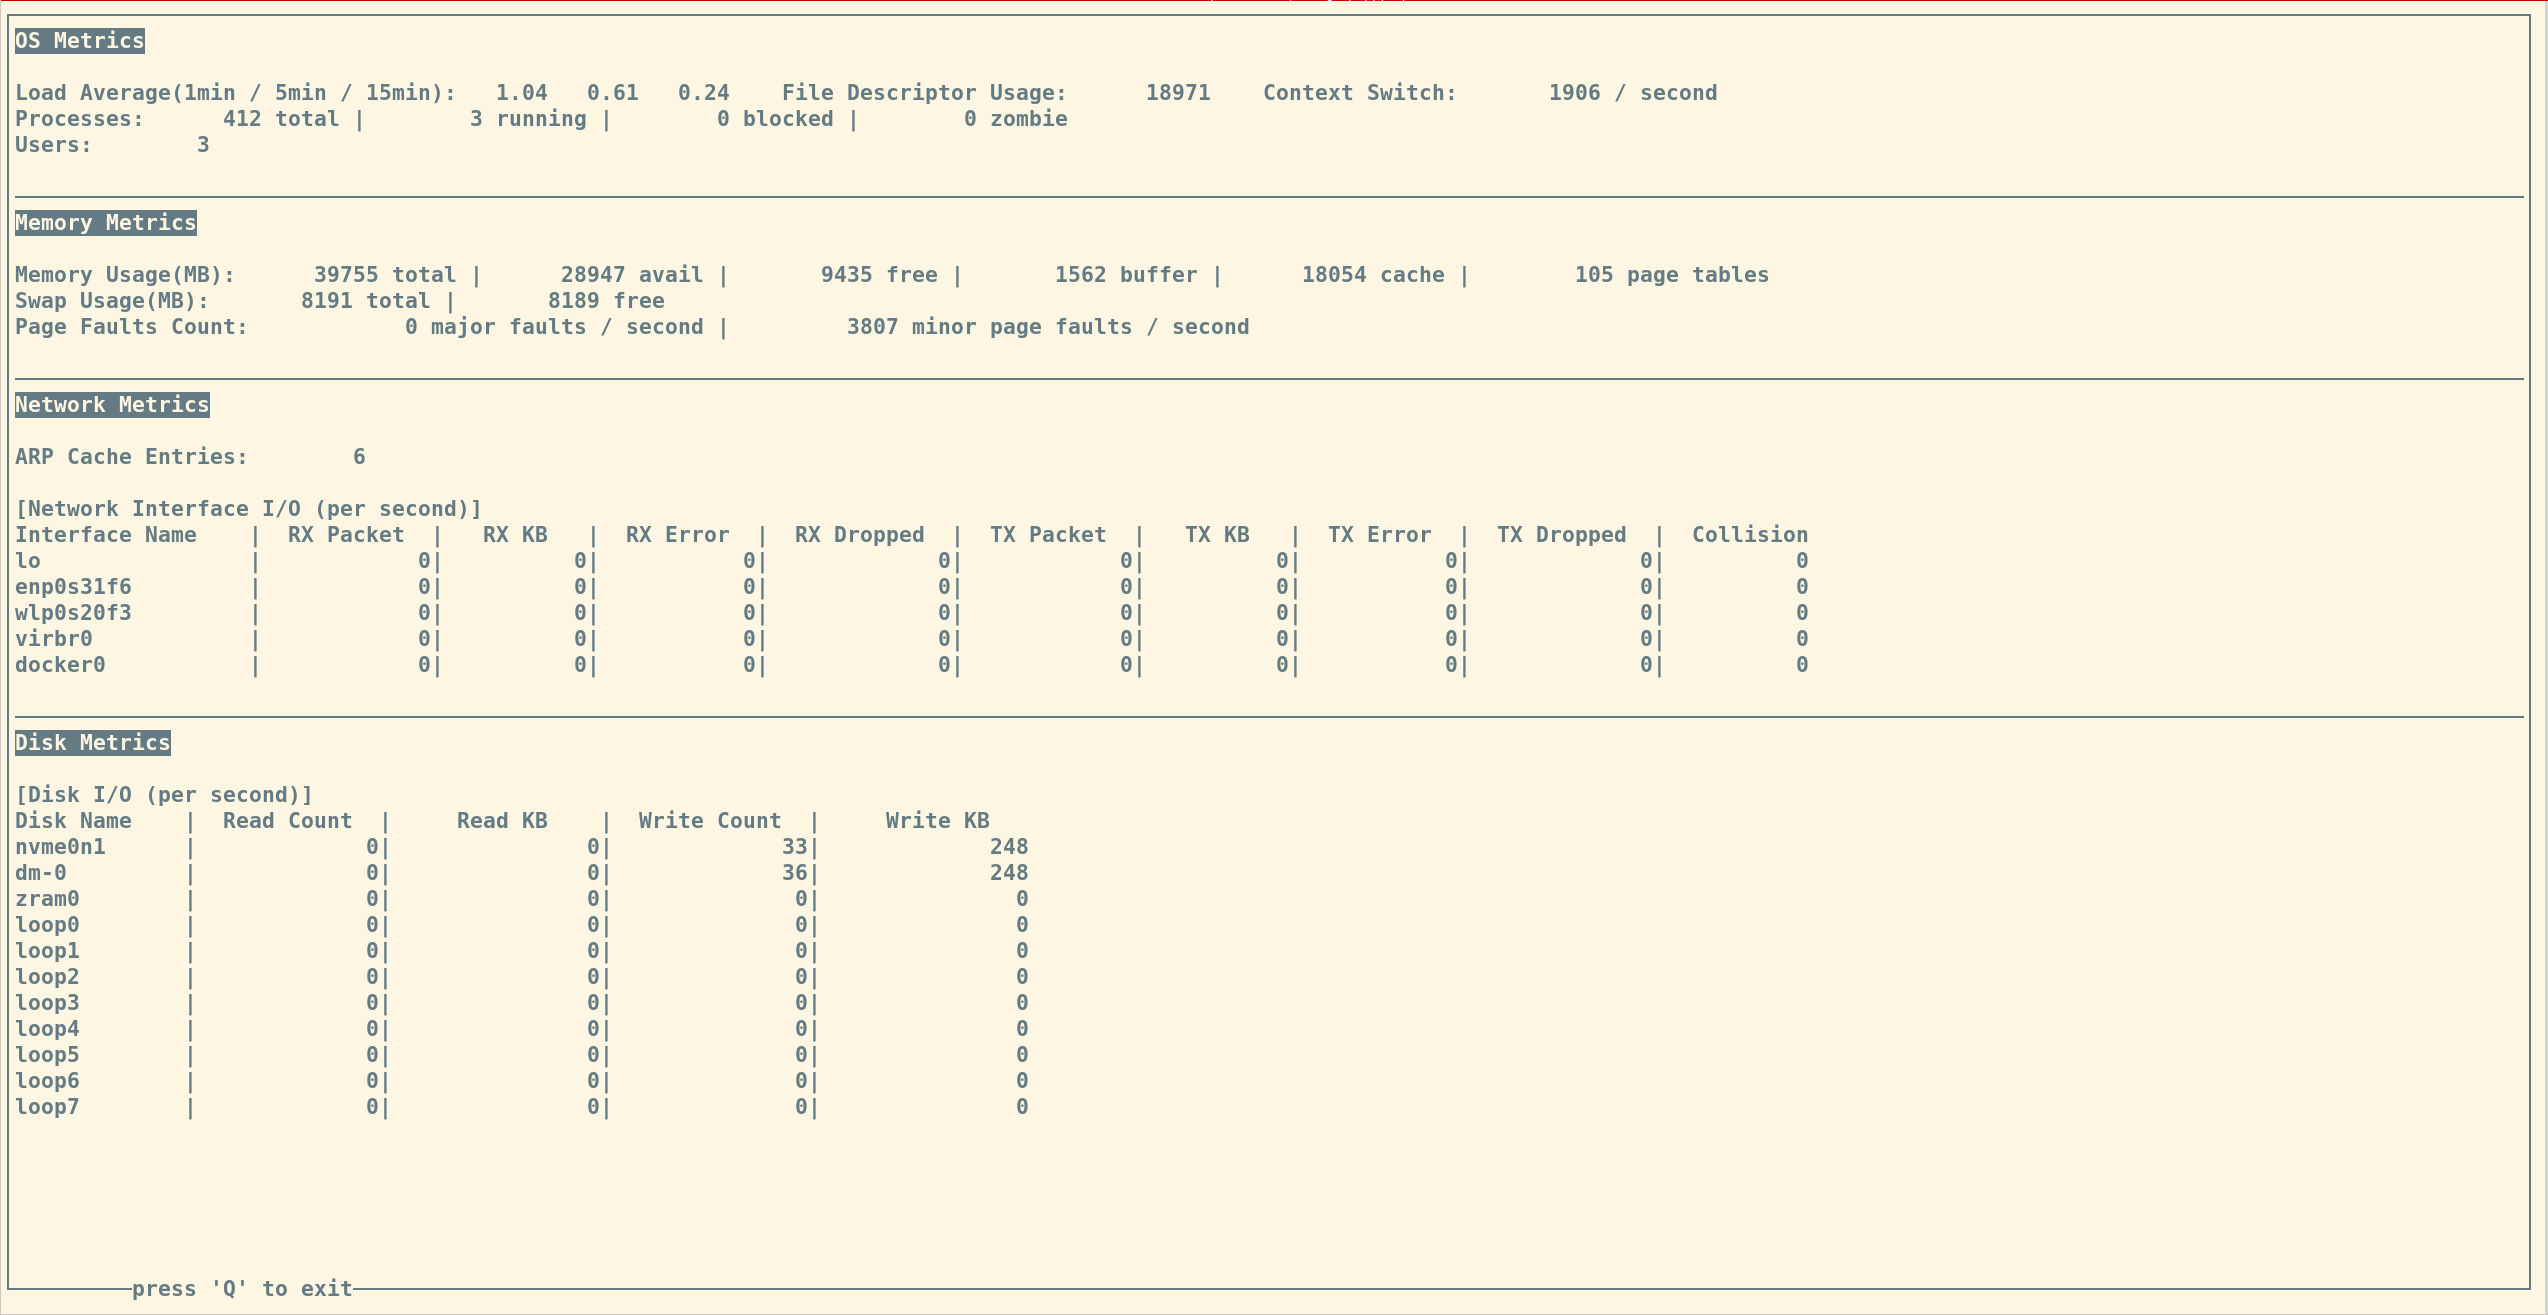 OS Metrics
Load Average(1min / 5min / 15min):   1.04   0.61   0.24    File Descriptor Usage:      18971    Context Switch:       1906 / second
Processes:      412 total |        3 running |        0 blocked |        0 zombie
Users:        3
Memory Metrics
Memory Usage(MB):      39755 total |      28947 avail |       9435 free |       1562 buffer |      18054 cache |        105 page tables
Swap Usage(MB):       8191 total |       8189 free
Page Faults Count:            0 major faults / second |         3807 minor page faults / second
Network Metrics
ARP Cache Entries:        6
[Network Interface I/O (per second)]
Interface Name    |  RX Packet  |   RX KB   |  RX Error  |  RX Dropped  |  TX Packet  |   TX KB   |  TX Error  |  TX Dropped  |  Collision
lo                |            0|          0|           0|             0|            0|          0|           0|             0|          0
enp0s31f6         |            0|          0|           0|             0|            0|          0|           0|             0|          0
wlp0s20f3         |            0|          0|           0|             0|            0|          0|           0|             0|          0
virbr0            |            0|          0|           0|             0|            0|          0|           0|             0|          0
docker0           |            0|          0|           0|             0|            0|          0|           0|             0|          0
Disk Metrics
[Disk I/O (per second)]
Disk Name    |  Read Count  |     Read KB    |  Write Count  |     Write KB
nvme0n1      |             0|               0|             33|             248
dm-0         |             0|               0|             36|             248
zram0        |             0|               0|              0|               0
loop0        |             0|               0|              0|               0
loop1        |             0|               0|              0|               0
loop2        |             0|               0|              0|               0
loop3        |             0|               0|              0|               0
loop4        |             0|               0|              0|               0
loop5        |             0|               0|              0|               0
loop6        |             0|               0|              0|               0
loop7        |             0|               0|              0|               0
press 'Q' to exit